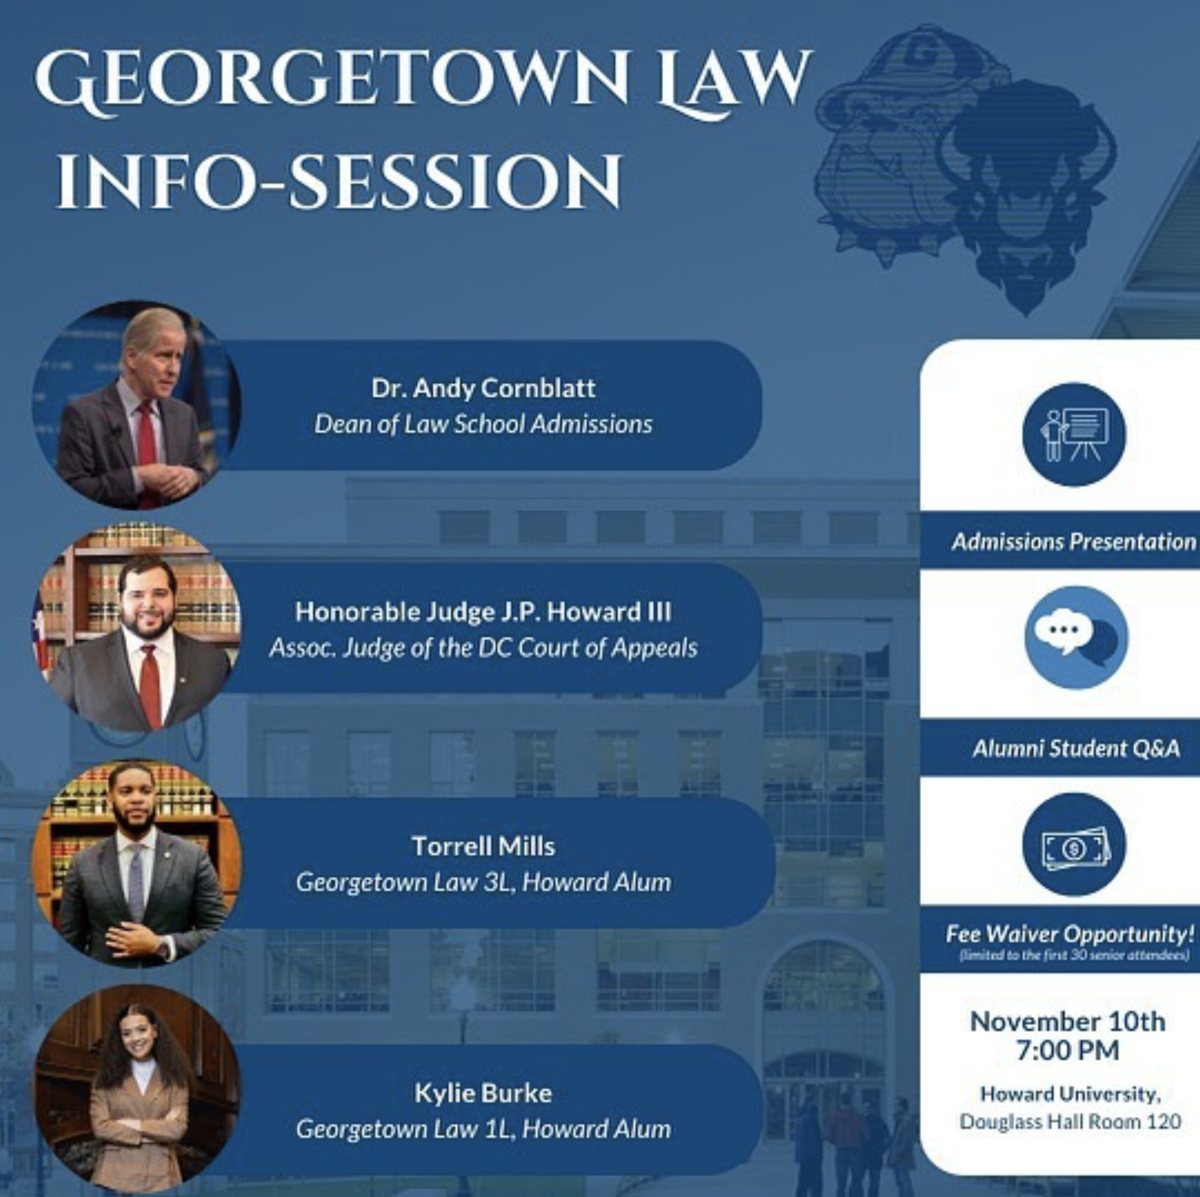 GEORGETOWN LAW
INFO-SESSION
G
Dr. Andy Cornblatt
Dean of Law School Admissions
Honorable Judge J.P. Howard III
Assoc. Judge of the DC Court of Appeals
Torrell Mills
Georgetown Law 3L, Howard Alum
Kylie Burke
Georgetown Law 1L, Howard Alum
Admissions Presentation
Alumni Student Q&A
$
Fee Waiver Opportunity!
(limited to the first 30 senior attendees)
November 10th
7:00 PM
Howard University,
Douglass Hall Room 120